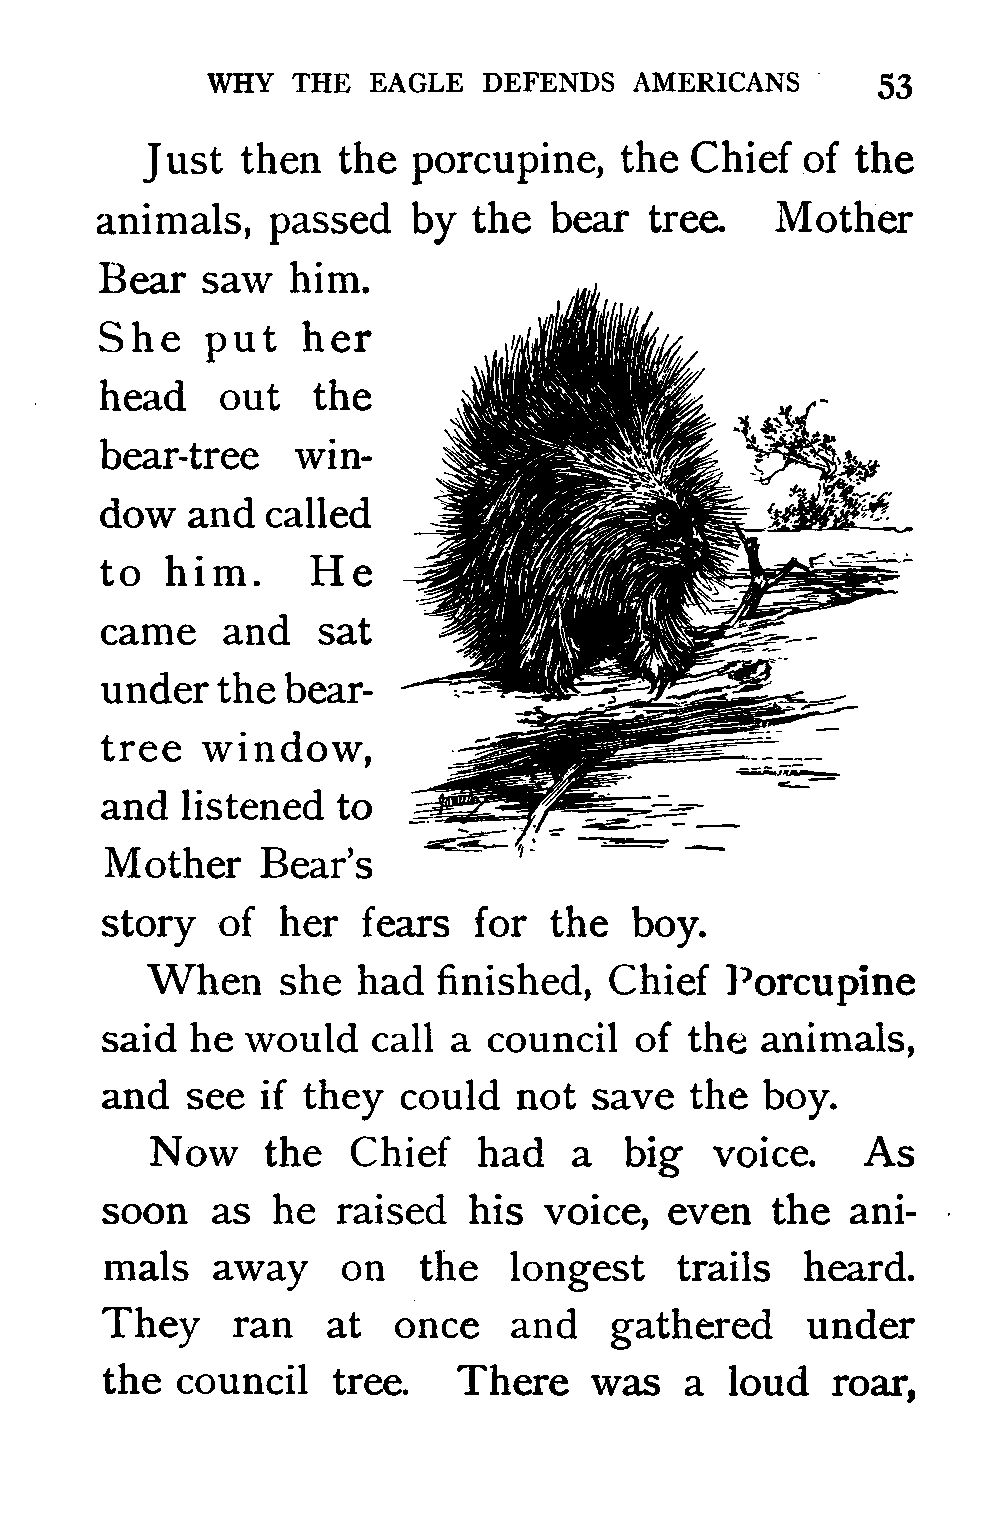 WHY THE EAGLE DEFENDS AMERICANS 53
Just then the porcupine, the Chief of the
animals, passed by the bear tree. Mother
Bear saw him.
She put her
head out the
bear-tree win-
dow and called
to him. He
came and sat
under the bear-
tree window,
and listened to
Mother Bear's
story of her fears for the boy.
When she had finished, Chief Porcupine
said he would call a council of the animals,
and see if they could not save the boy.
Now the Chief had a big voice. As
soon as he raised his voice, even the ani-
mals away on the longest trails heard.
They ran at once and gathered under
the council tree. There was a loud roar,